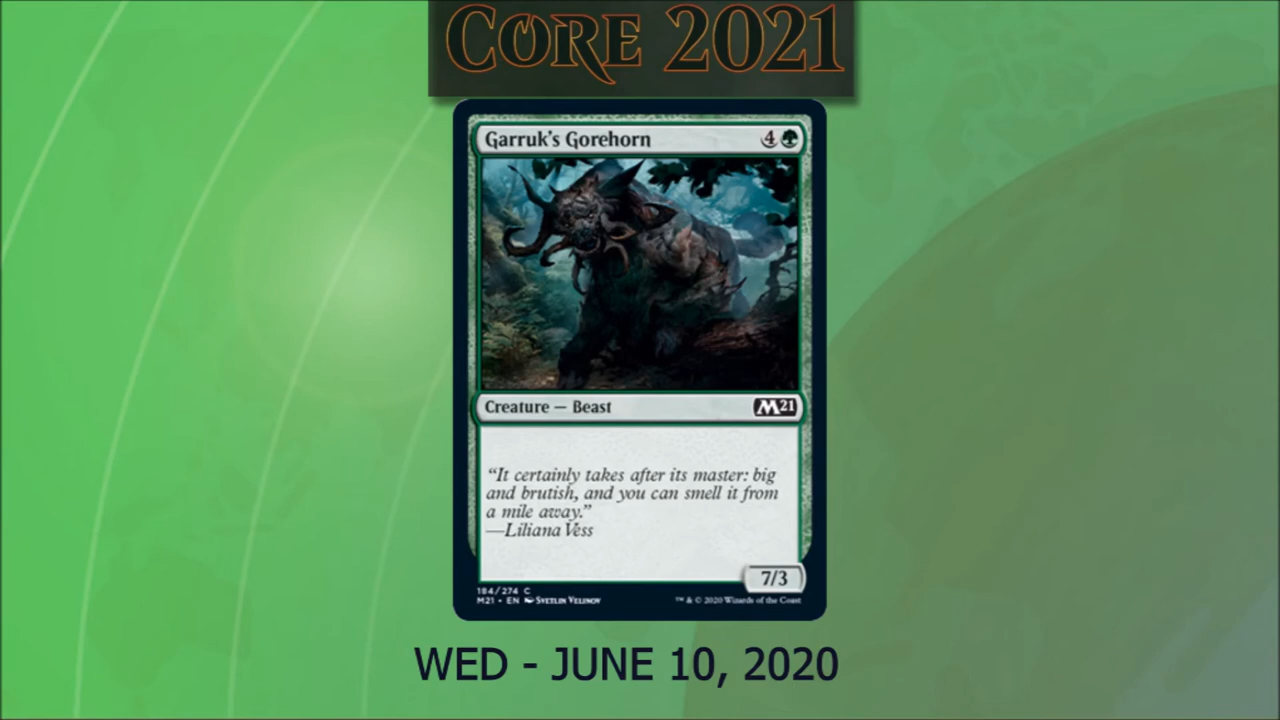 CORE 2021
Garruk's Gorehorn 4
Creature — Beast M21
“It certainly takes after its master: big
and brutish, and you can smell it from
a mile away.”
—Liliana Vess
7/3
184/274 C
M21 • EN SVETLIN VELINOV ™ & © 2020 Wizards of the Coast
WED - JUNE 10, 2020